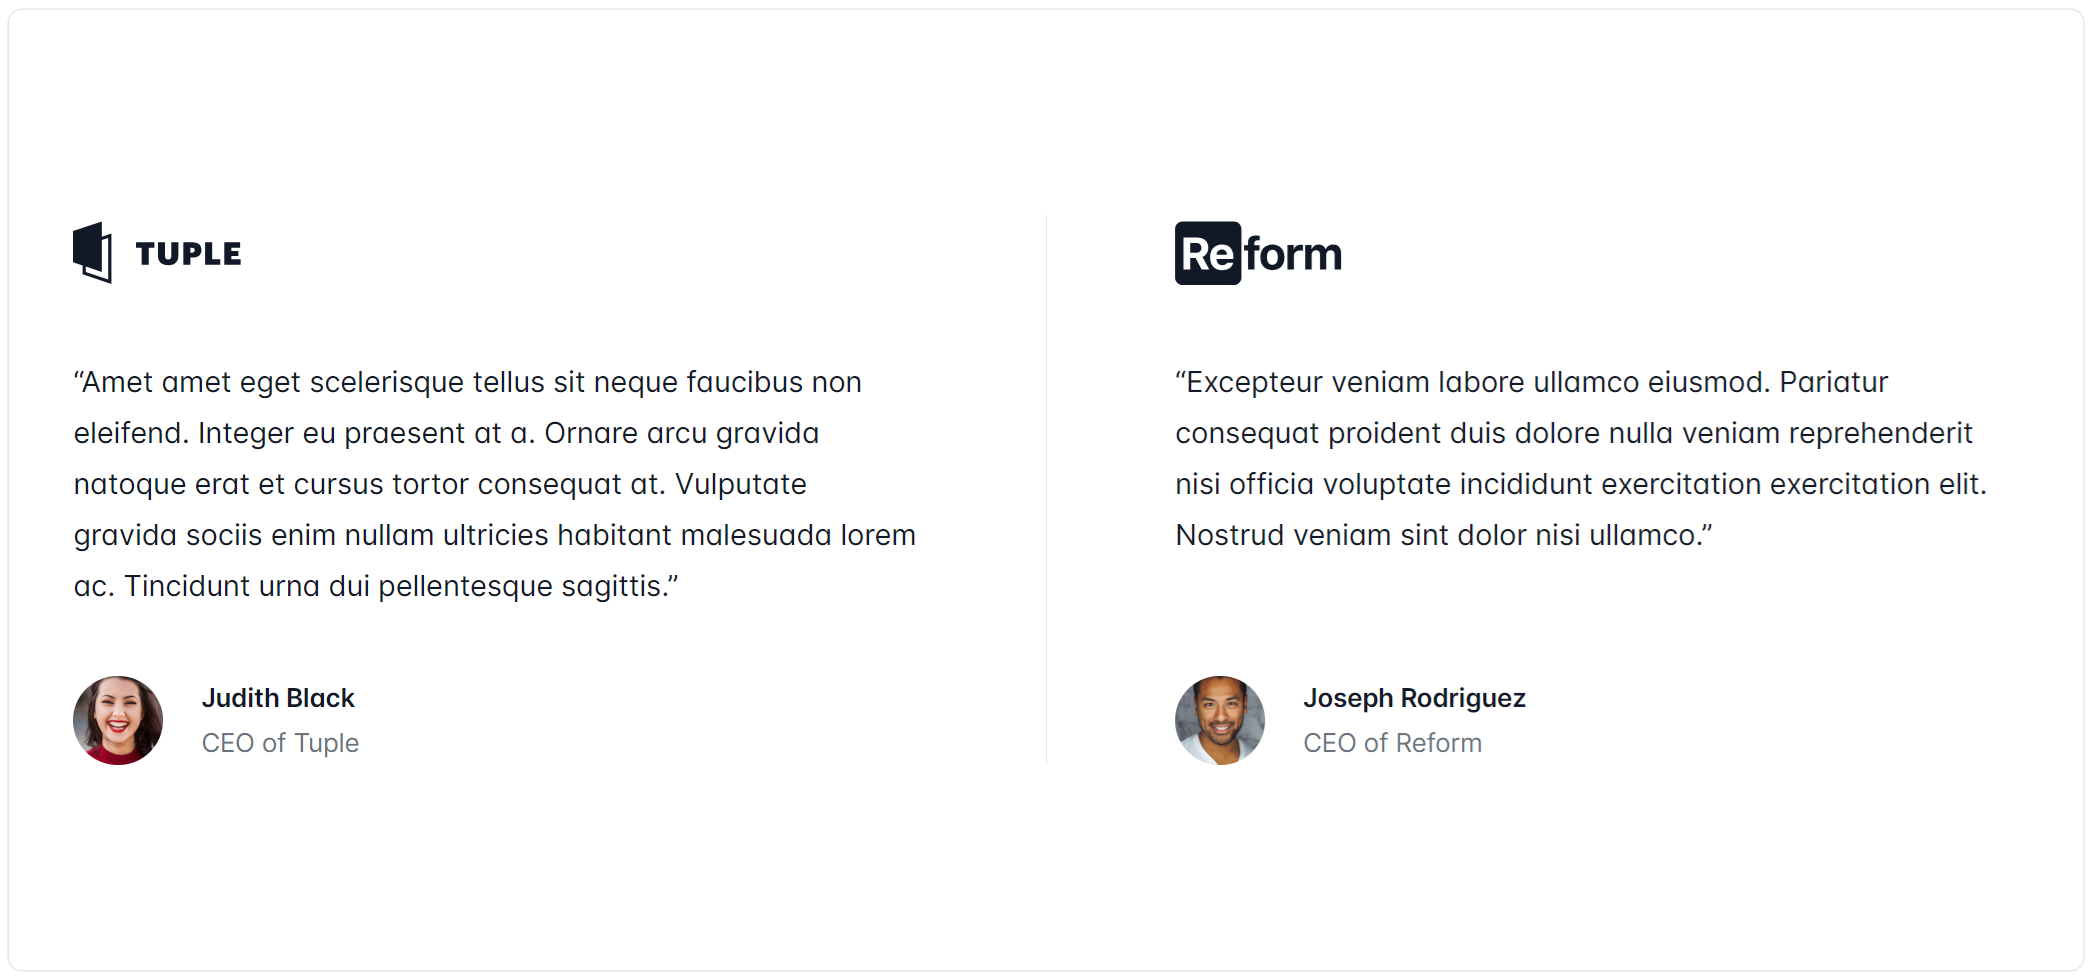 TUPLE
“Amet amet eget scelerisque tellus sit neque faucibus non
eleifend. Integer eu praesent at a. Ornare arcu gravida
natoque erat et cursus tortor consequat at. Vulputate
gravida sociis enim nullam ultricies habitant malesuada lorem
ac. Tincidunt urna dui pellentesque sagittis.”
Judith Black
CEO of Tuple
Reform
“Excepteur veniam labore ullamco eiusmod. Pariatur
consequat proident duis dolore nulla veniam reprehenderit
nisi officia voluptate incididunt exercitation exercitation elit.
Nostrud veniam sint dolor nisi ullamco.”
Joseph Rodriguez
CEO of Reform